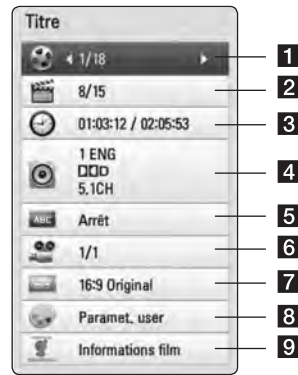 Titre
1/18 1
8/15 2
01:03:12 / 02:05:53 3
1 ENG
DDD 4
5.1CH
ABC Arrêt 5
1/1 6
16:9 Original 7
Paramet. user 8
Informations film 9